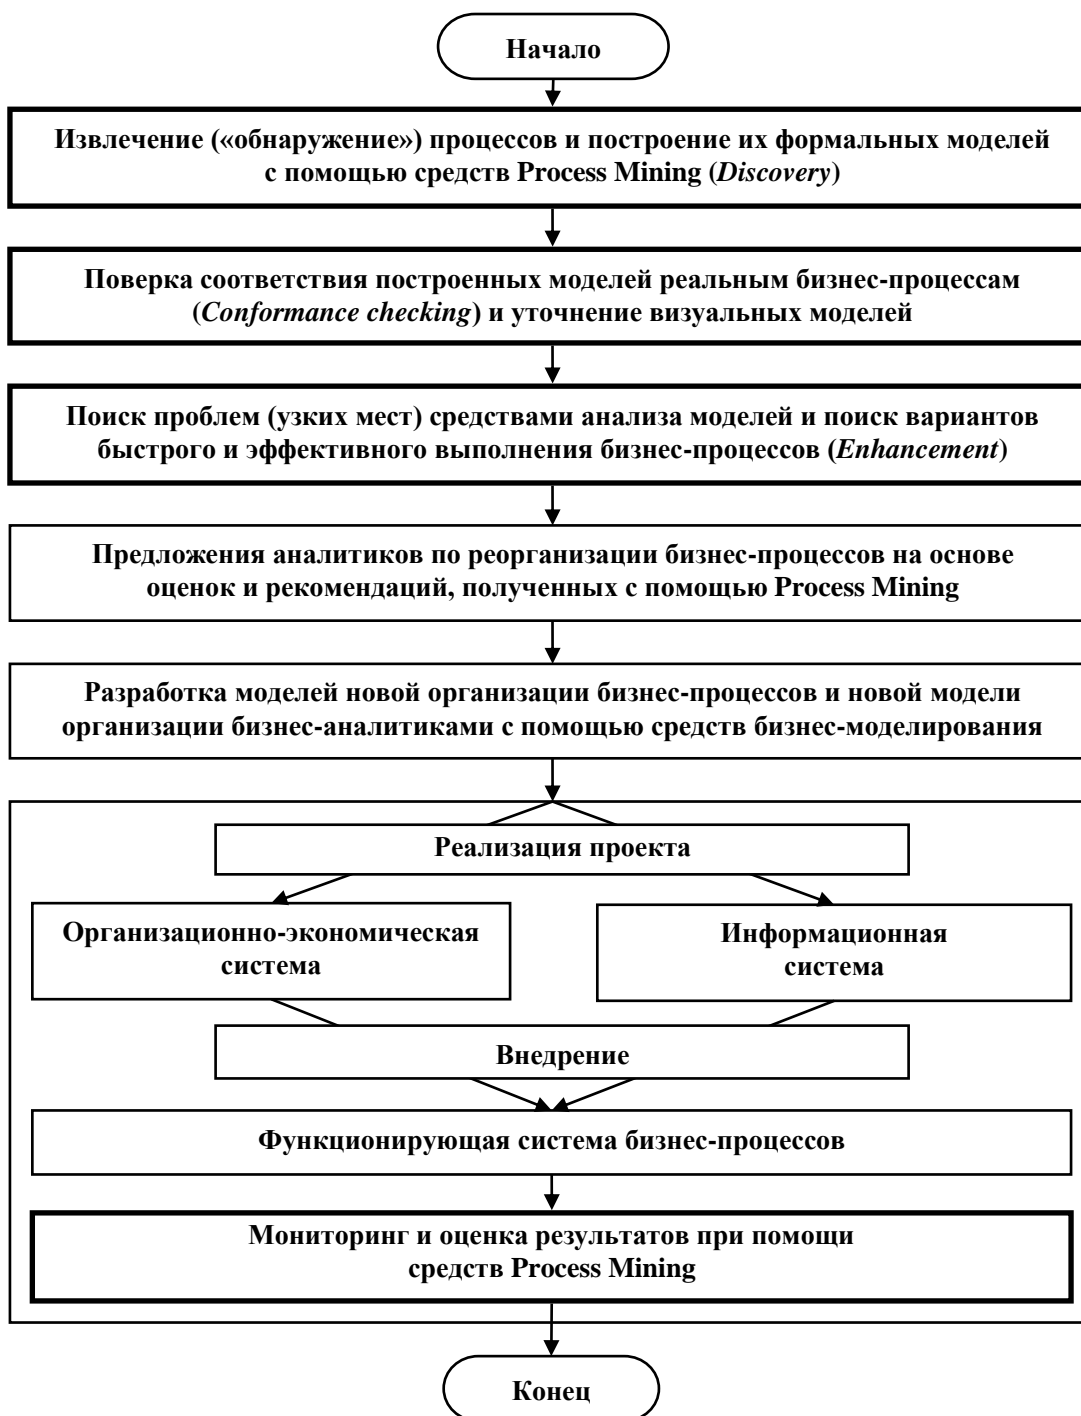 Начало
Извлечение («обнаружение») процессов и построение их формальных моделей
с помощью средств Process Mining (Discovery)
Поверка соответствия построенных моделей реальным бизнес-процессам
(Conformance checking) и уточнение визуальных моделей
Поиск проблем (узких мест) средствами анализа моделей и поиск вариантов
быстрого и эффективного выполнения бизнес-процессов (Enhancement)
Предложения аналитиков по реорганизации бизнес-процессов на основе
оценок и рекомендаций, полученных с помощью Process Mining
Разработка моделей новой организации бизнес-процессов и новой модели
организации бизнес-аналитиками с помощью средств бизнес-моделирования
Реализация проекта
Организационно-экономическая
система
Информационная
система
Внедрение
Функционирующая система бизнес-процессов
Мониторинг и оценка результатов при помощи
средств Process Mining
Конец